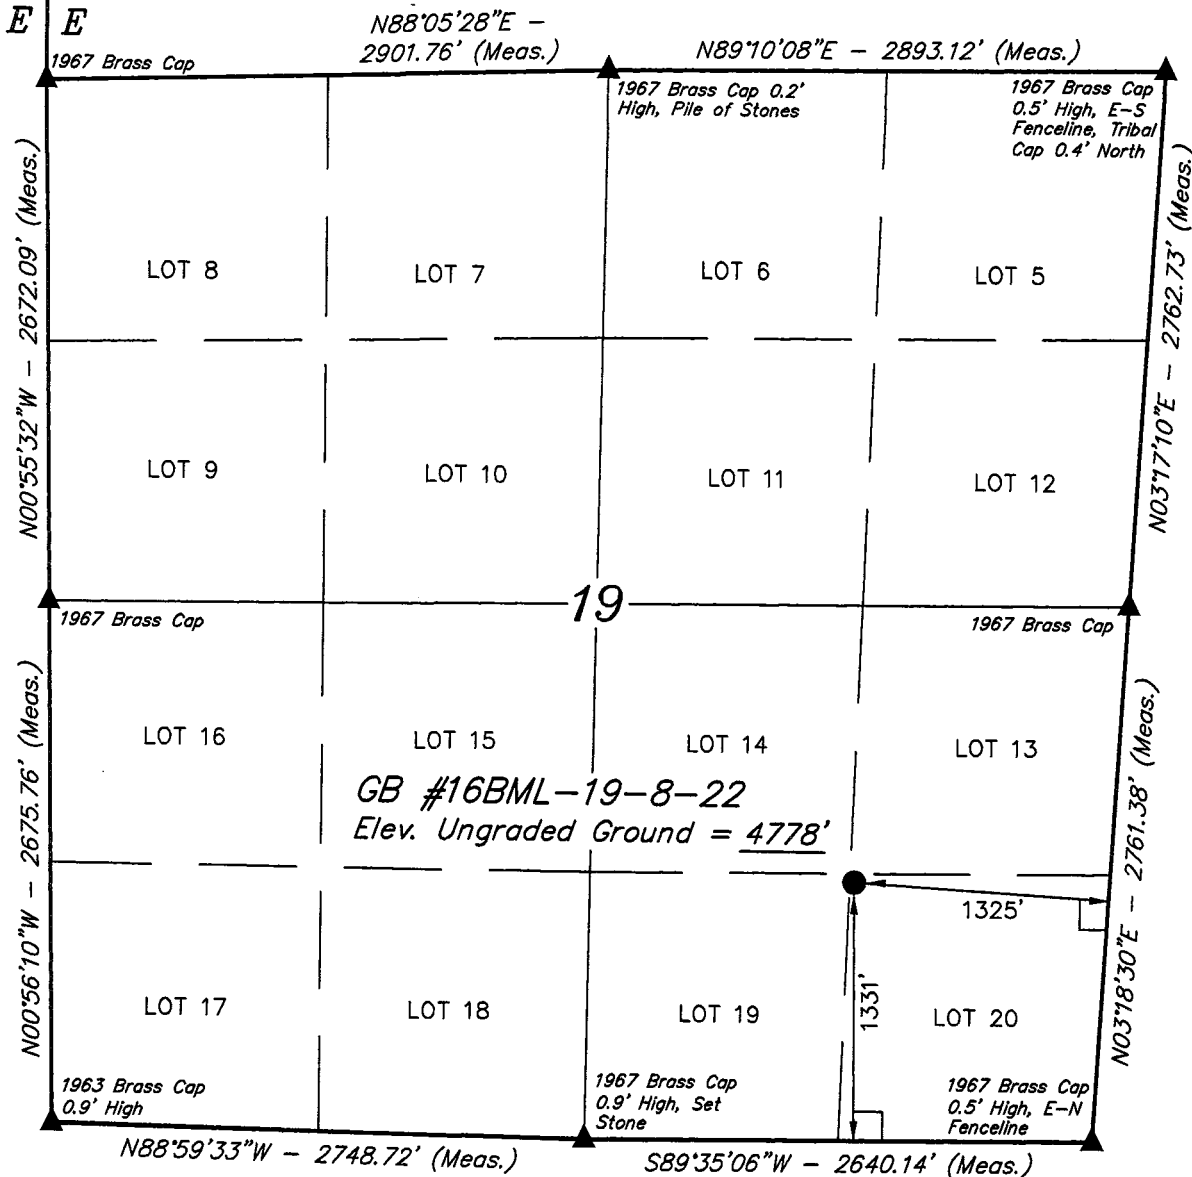 E E
N88°05'28"E –
2901.76' (Meas.)
N89°10'08"E – 2893.12' (Meas.)
1967 Brass Cap
1967 Brass Cap 0.2'
High, Pile of Stones
1967 Brass Cap
0.5' High, E–S
Fenceline, Tribal
Cap 0.4' North
N00°55'32"W – 2672.09' (Meas.)
N03°17'10"E – 2762.73' (Meas.)
LOT 8
LOT 7
LOT 6
LOT 5
LOT 9
LOT 10
LOT 11
LOT 12
19
1967 Brass Cap
1967 Brass Cap
N00°56'10"W – 2675.76' (Meas.)
N03°18'30"E – 2761.38' (Meas.)
LOT 16
LOT 15
LOT 14
LOT 13
GB #16BML–19–8–22
Elev. Ungraded Ground = 4778'
1325'
1331'
LOT 17
LOT 18
LOT 19
LOT 20
1963 Brass Cap
0.9' High
1967 Brass Cap
0.9' High, Set
Stone
1967 Brass Cap
0.5' High, E–N
Fenceline
N88°59'33"W – 2748.72' (Meas.)
S89°35'06"W – 2640.14' (Meas.)